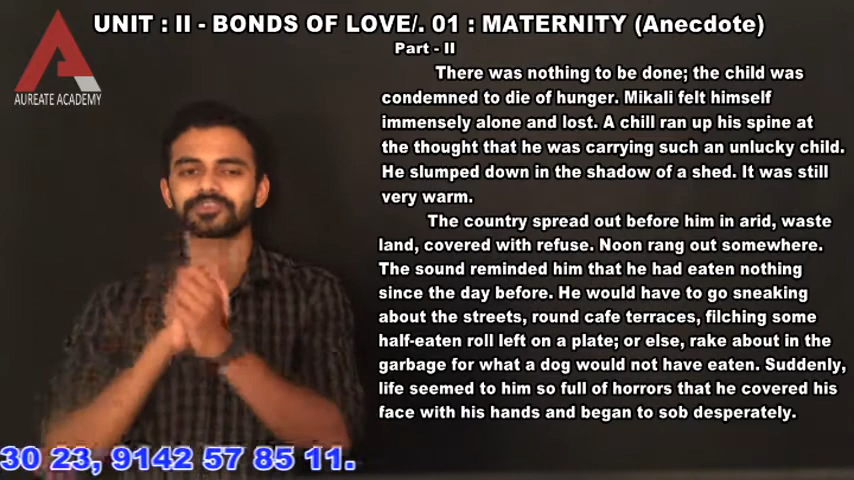 UNIT : II - BONDS OF LOVE/. 01 : MATERNITY (Anecdote)
Part - II
AUREATE ACADEMY
There was nothing to be done; the child was
condemned to die of hunger. Mikali felt himself
immensely alone and lost. A chill ran up his spine at
the thought that he was carrying such an unlucky child.
He slumped down in the shadow of a shed. It was still
very warm.
The country spread out before him in arid, waste
land, covered with refuse. Noon rang out somewhere.
The sound reminded him that he had eaten nothing
since the day before. He would have to go sneaking
about the streets, round cafe terraces, filching some
half-eaten roll left on a plate; or else, rake about in the
garbage for what a dog would not have eaten. Suddenly,
life seemed to him so full of horrors that he covered his
face with his hands and began to sob desperately.
30 23, 9142 57 85 11.